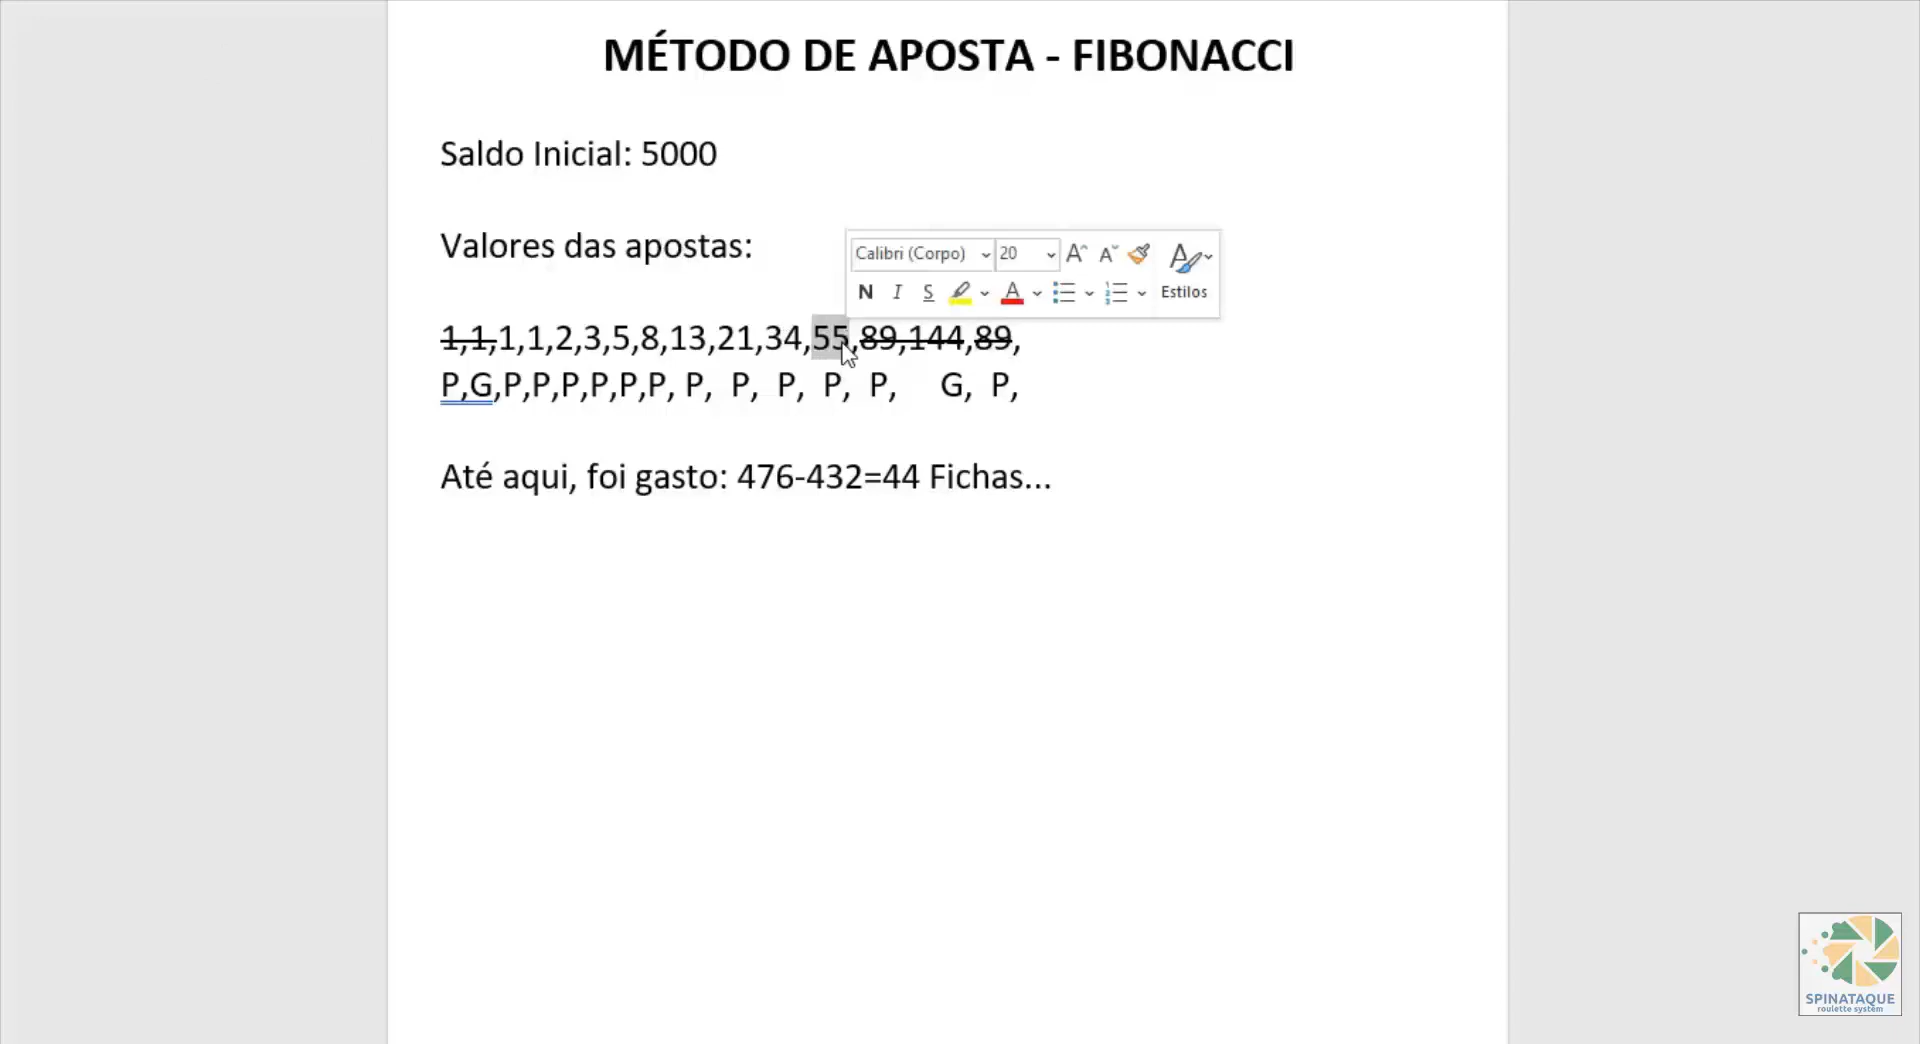 MÉTODO DE APOSTA - FIBONACCI
Saldo Inicial: 5000
Valores das apostas:
Calibri (Corpo) 20
N I S A Estilos
1,1,1,1,2,3,5,8,13,21,34,55,89,144,89,
P,G,P,P,P,P,P,P, P, P, P, P, P, G, P,
Até aqui, foi gasto: 476-432=44 Fichas...
SPINATAQUE
roulette system